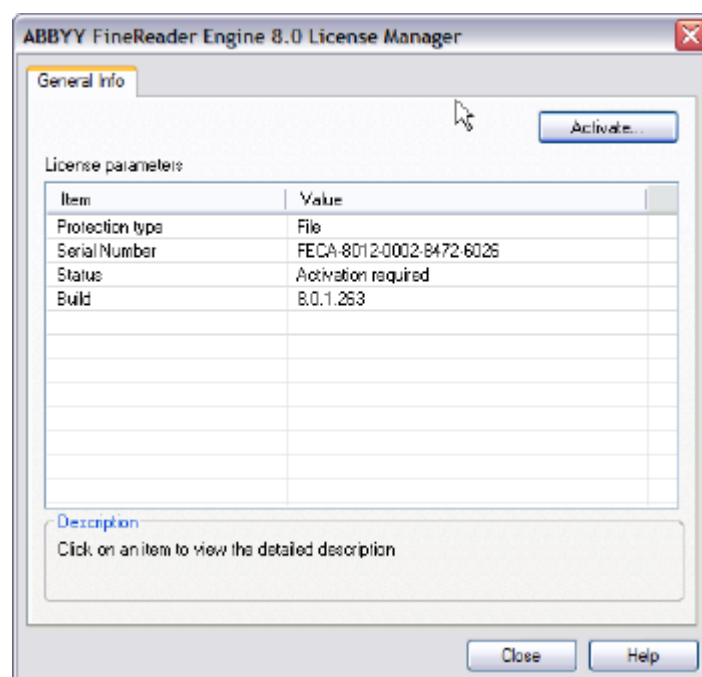 ABBYY FineReader Engine 8.0 License Manager
General Info
Activate...
License parameters
Item Value
Protection type File
Serial Number FECA-8012-0002-8472-6026
Status Activation required
Build 8.0.1.263
Description
Click on an item to view the detailed description
Close Help